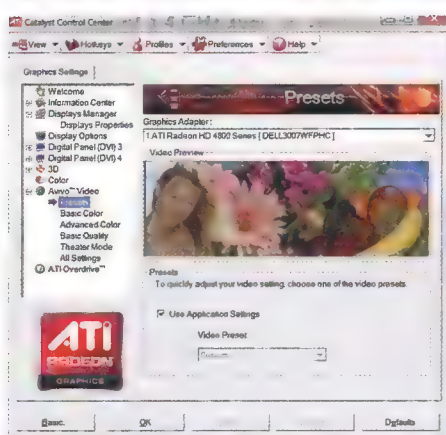 Catalyst Control Center
View Hotkeys Profiles Preferences Help
Graphics Settings
Welcome
Information Center
Displays Manager
Displays Properties
Display Options
Digital Panel (DVI) 3
Digital Panel (DVI) 4
3D
Color
Avivo™ Video
Presets
Basic Color
Advanced Color
Basic Quality
Theater Mode
All Settings
ATI Overdrive™
ATI
RADEON
GRAPHICS
Presets
Graphics Adapter:
1.ATI Radeon HD 4800 Series [ DELL3007WFPHC ]
Video Preview
Presets
To quickly adjust your video setting, choose one of the video presets.
Use Application Settings
Video Preset
Basic... OK Defaults